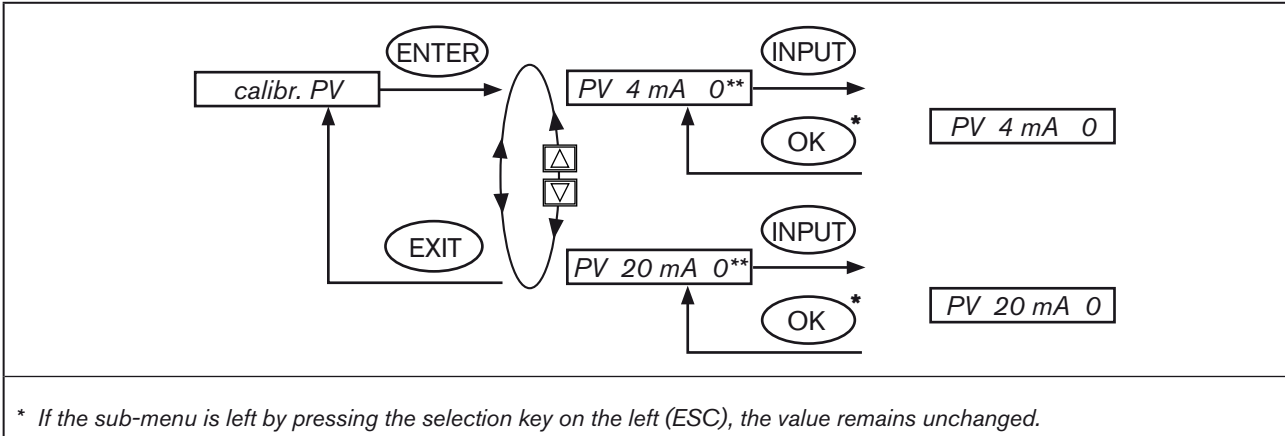 ENTER
INPUT
calibr. PV
PV 4 mA 0**
OK*
PV 4 mA 0
EXIT
INPUT
PV 20 mA 0**
OK*
PV 20 mA 0
* If the sub-menu is left by pressing the selection key on the left (ESC), the value remains unchanged.